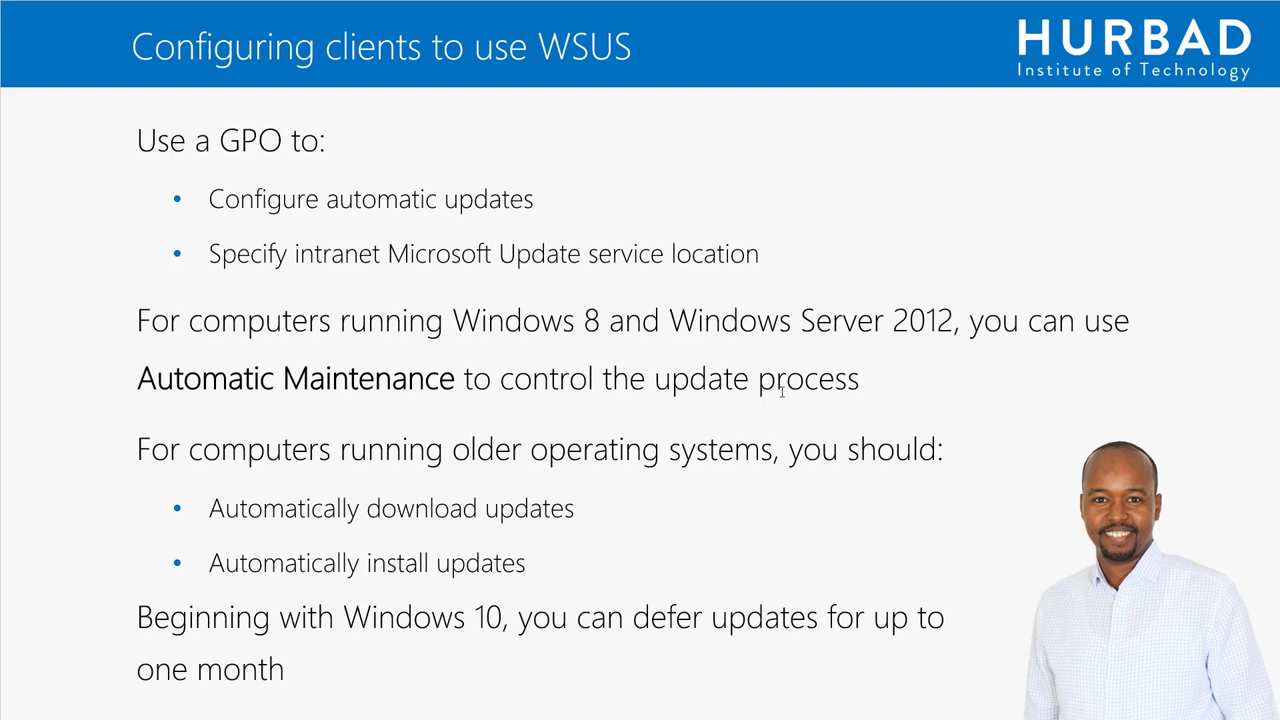 Configuring clients to use WSUS
HURBAD
Institute of Technology
Use a GPO to:
• Configure automatic updates
• Specify intranet Microsoft Update service location
For computers running Windows 8 and Windows Server 2012, you can use
Automatic Maintenance to control the update process
For computers running older operating systems, you should:
• Automatically download updates
• Automatically install updates
Beginning with Windows 10, you can defer updates for up to
one month